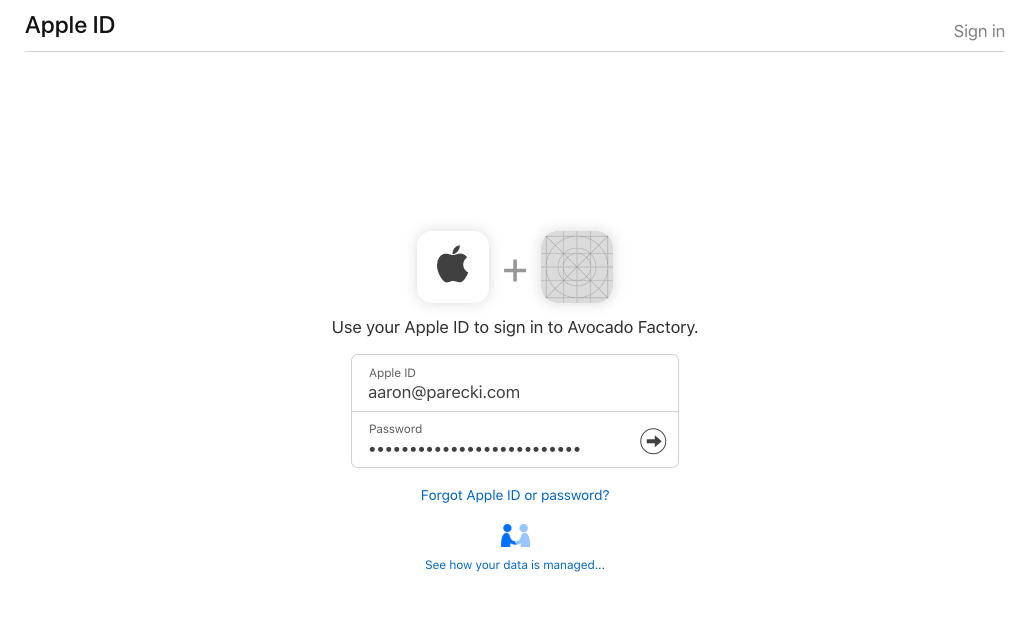 Apple ID
Sign in
Use your Apple ID to sign in to Avocado Factory.
Apple ID
aaron@parecki.com
Password
••••••••••••••••••••••••••
Forgot Apple ID or password?
See how your data is managed...